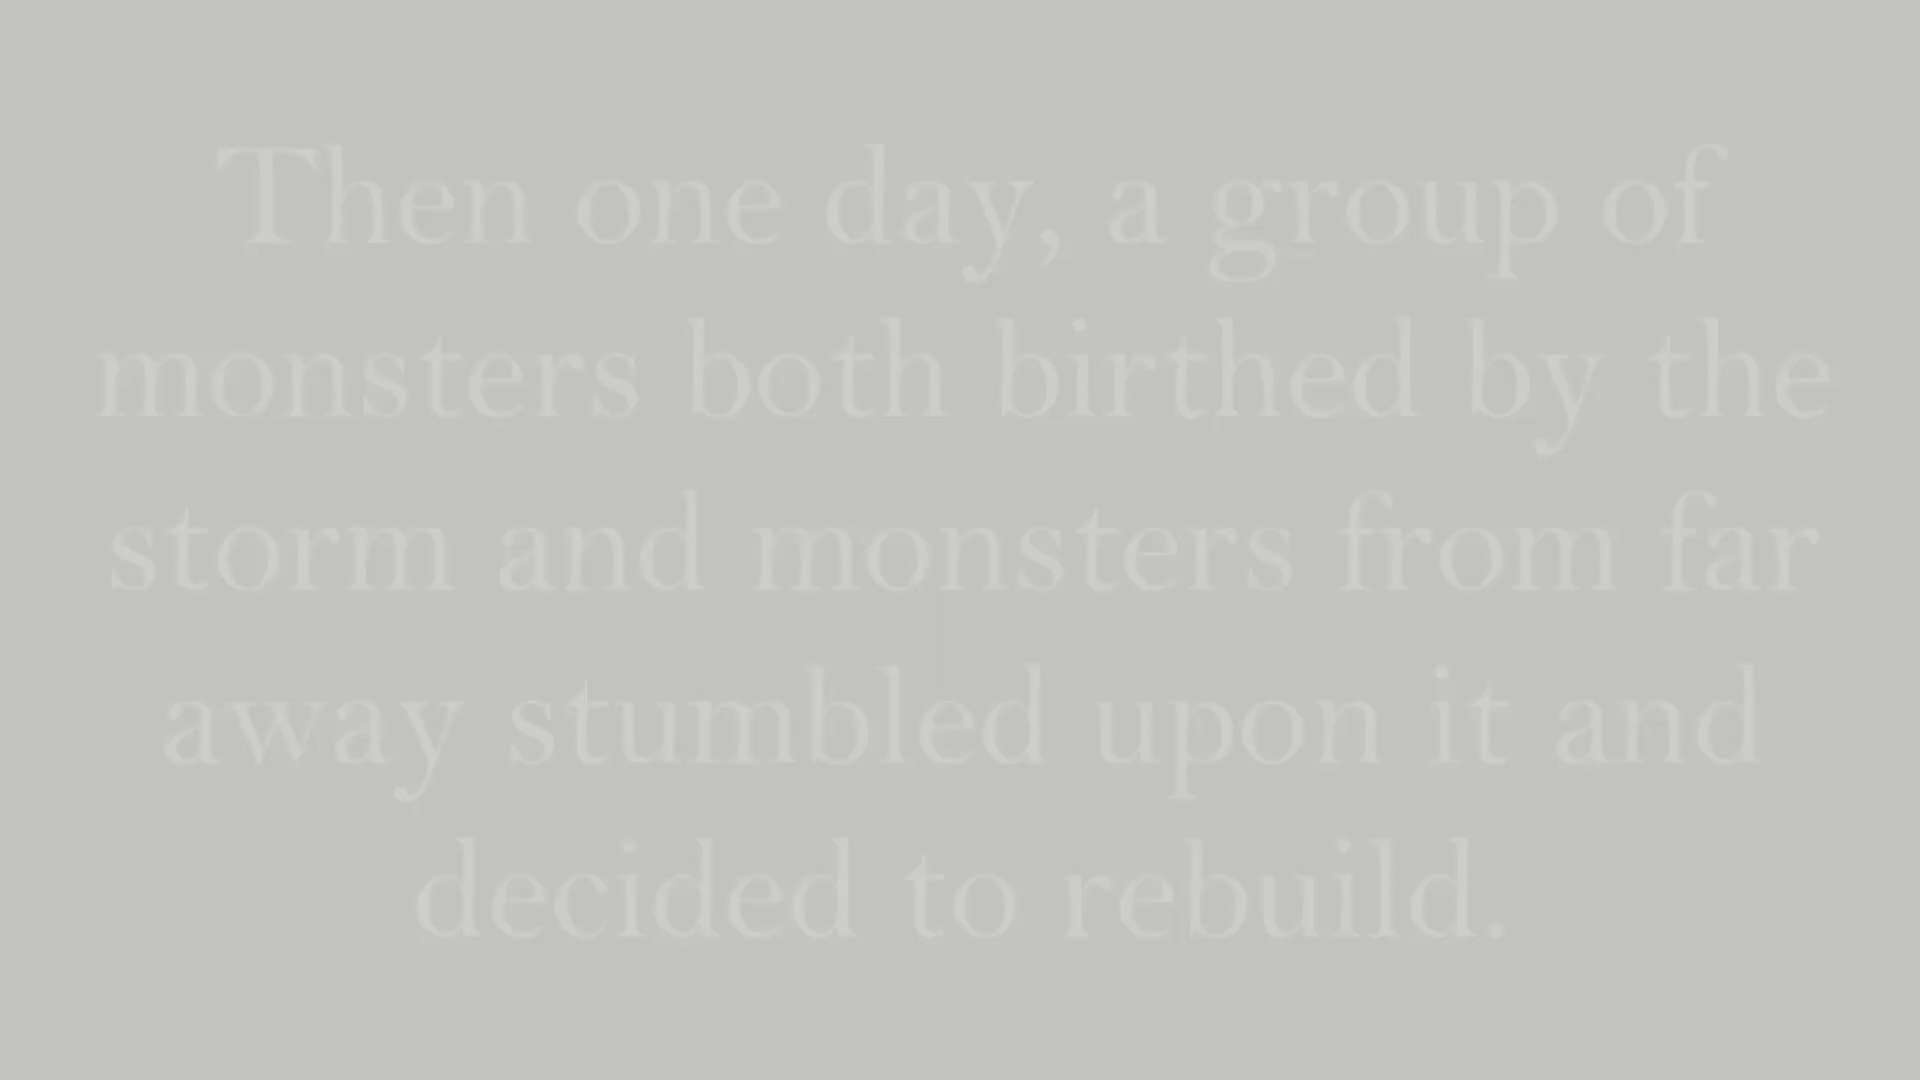 Then one day, a group of
monsters both birthed by the
storm and monsters from far
away stumbled upon it and
decided to rebuild.